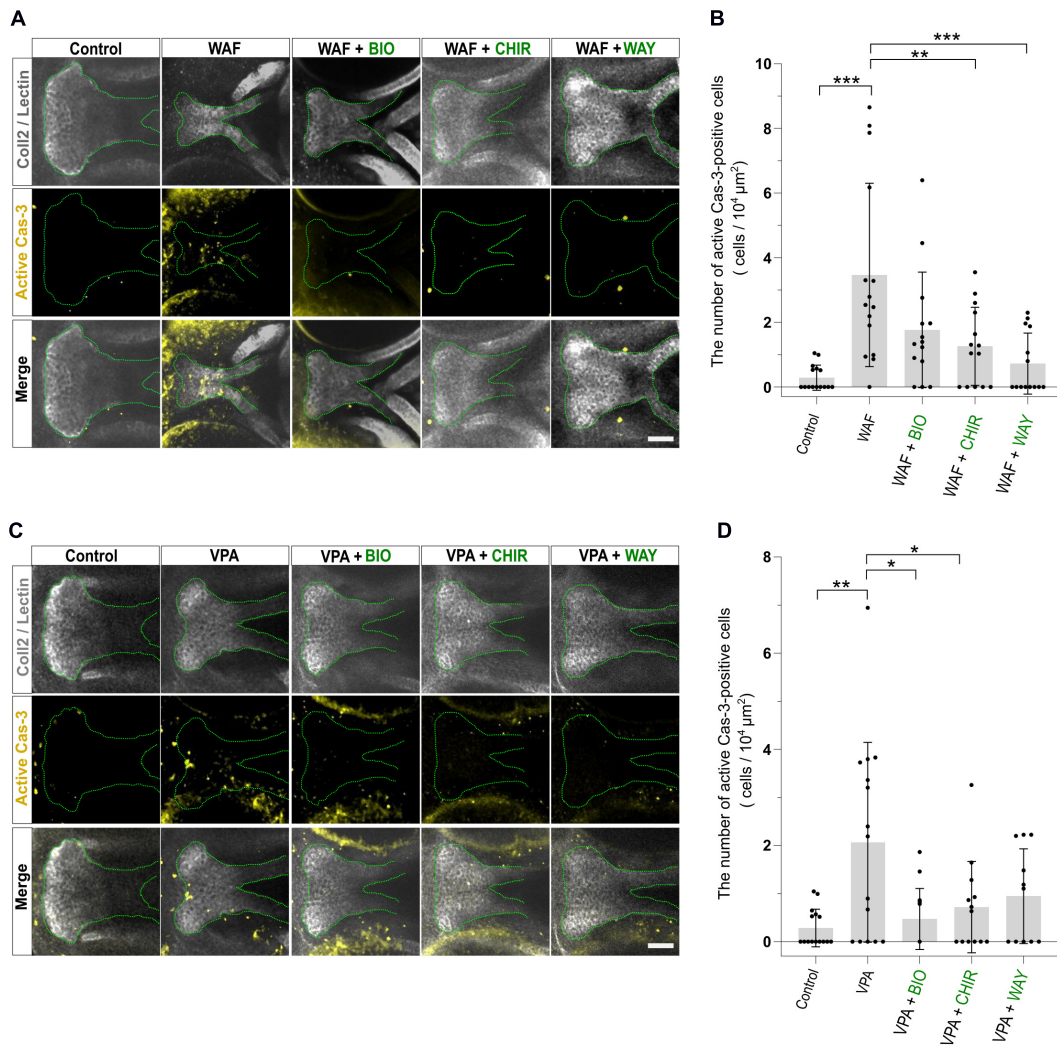 A
Control WAF WAF + BIO WAF + CHIR WAF + WAY
Coll2 / Lectin
Active Cas-3
Merge
B
The number of active Cas-3-positive cells
( cells / 10⁴ μm²)
10
8
6
4
2
0
***
**
***
Control
WAF
WAF + BIO
WAF + CHIR
WAF + WAY
C
Control VPA VPA + BIO VPA + CHIR VPA + WAY
Coll2 / Lectin
Active Cas-3
Merge
D
The number of active Cas-3-positive cells
( cells / 10⁴ μm²)
8
6
4
2
0
**
*
*
Control
VPA
VPA + BIO
VPA + CHIR
VPA + WAY